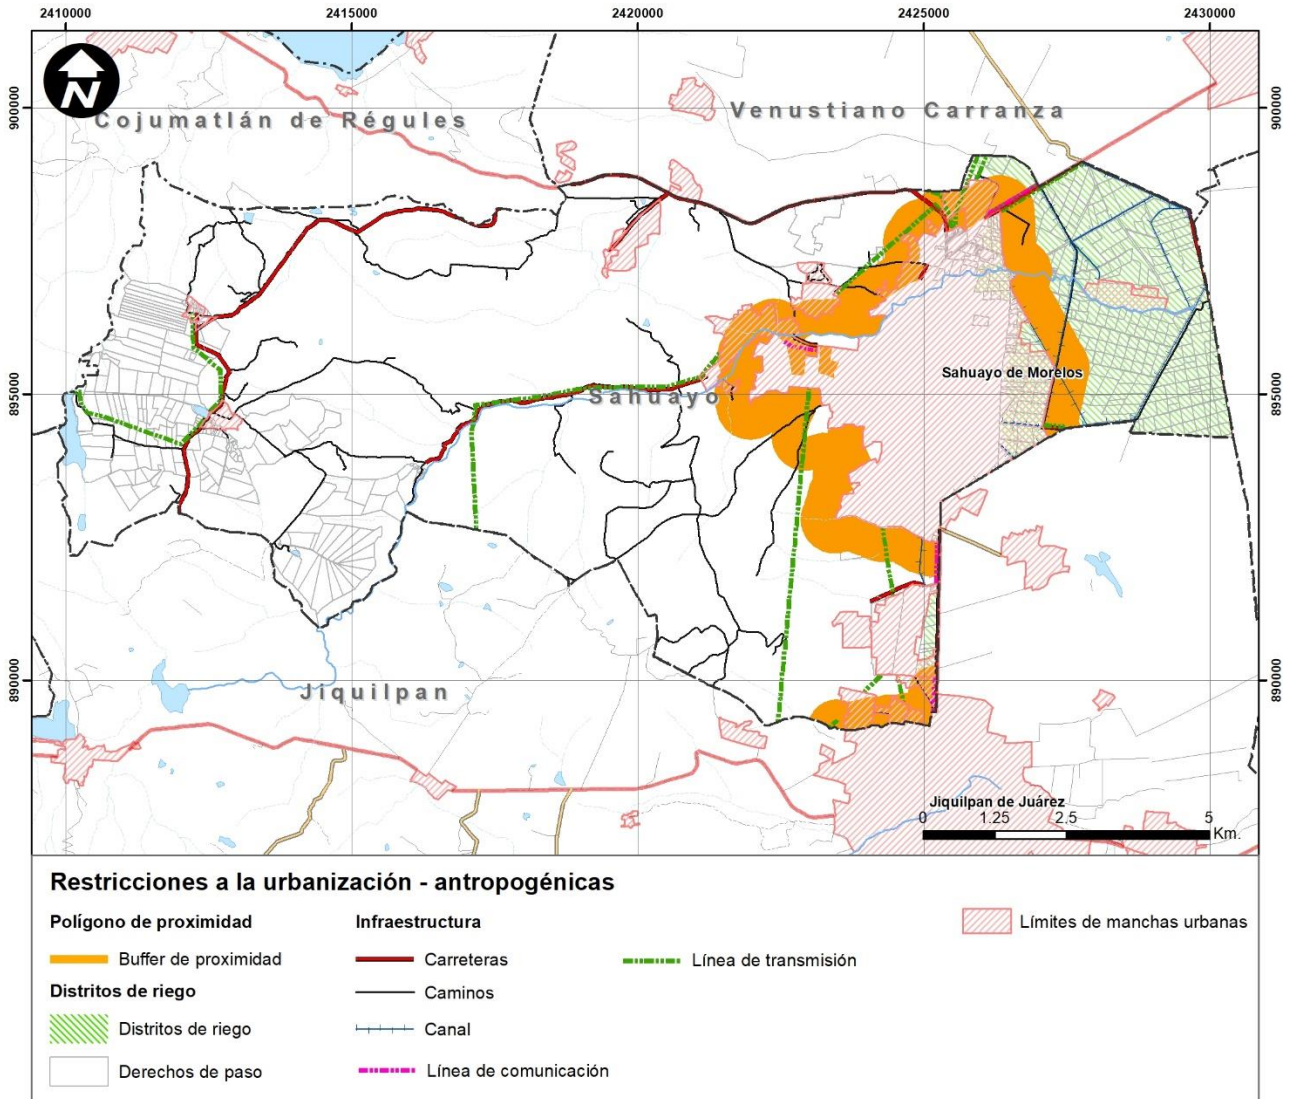 2410000 2415000 2420000 2425000 2430000
N
900000 900000
Cojumatlán de Régules
Venustiano Carranza
895000 895000
Sahuayo de Morelos
Sahuayo
890000 890000
Jiquilpan
Jiquilpan de Juárez
0 1.25 2.5 5
Km.
Restricciones a la urbanización - antropogénicas
Polígono de proximidad
Buffer de proximidad
Distritos de riego
Distritos de riego
Derechos de paso
Infraestructura
Carreteras
Caminos
Canal
Línea de comunicación
Línea de transmisión
Límites de manchas urbanas